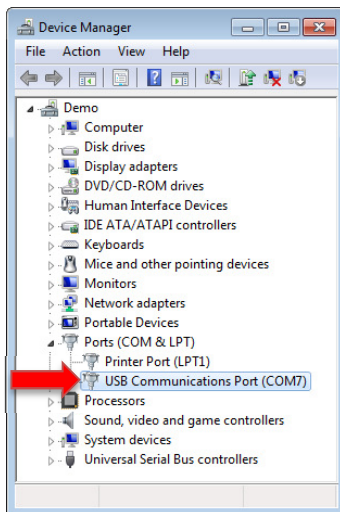 Device Manager
File Action View Help
Demo
Computer
Disk drives
Display adapters
DVD/CD-ROM drives
Human Interface Devices
IDE ATA/ATAPI controllers
Keyboards
Mice and other pointing devices
Monitors
Network adapters
Portable Devices
Ports (COM & LPT)
Printer Port (LPT1)
USB Communications Port (COM7)
Processors
Sound, video and game controllers
System devices
Universal Serial Bus controllers